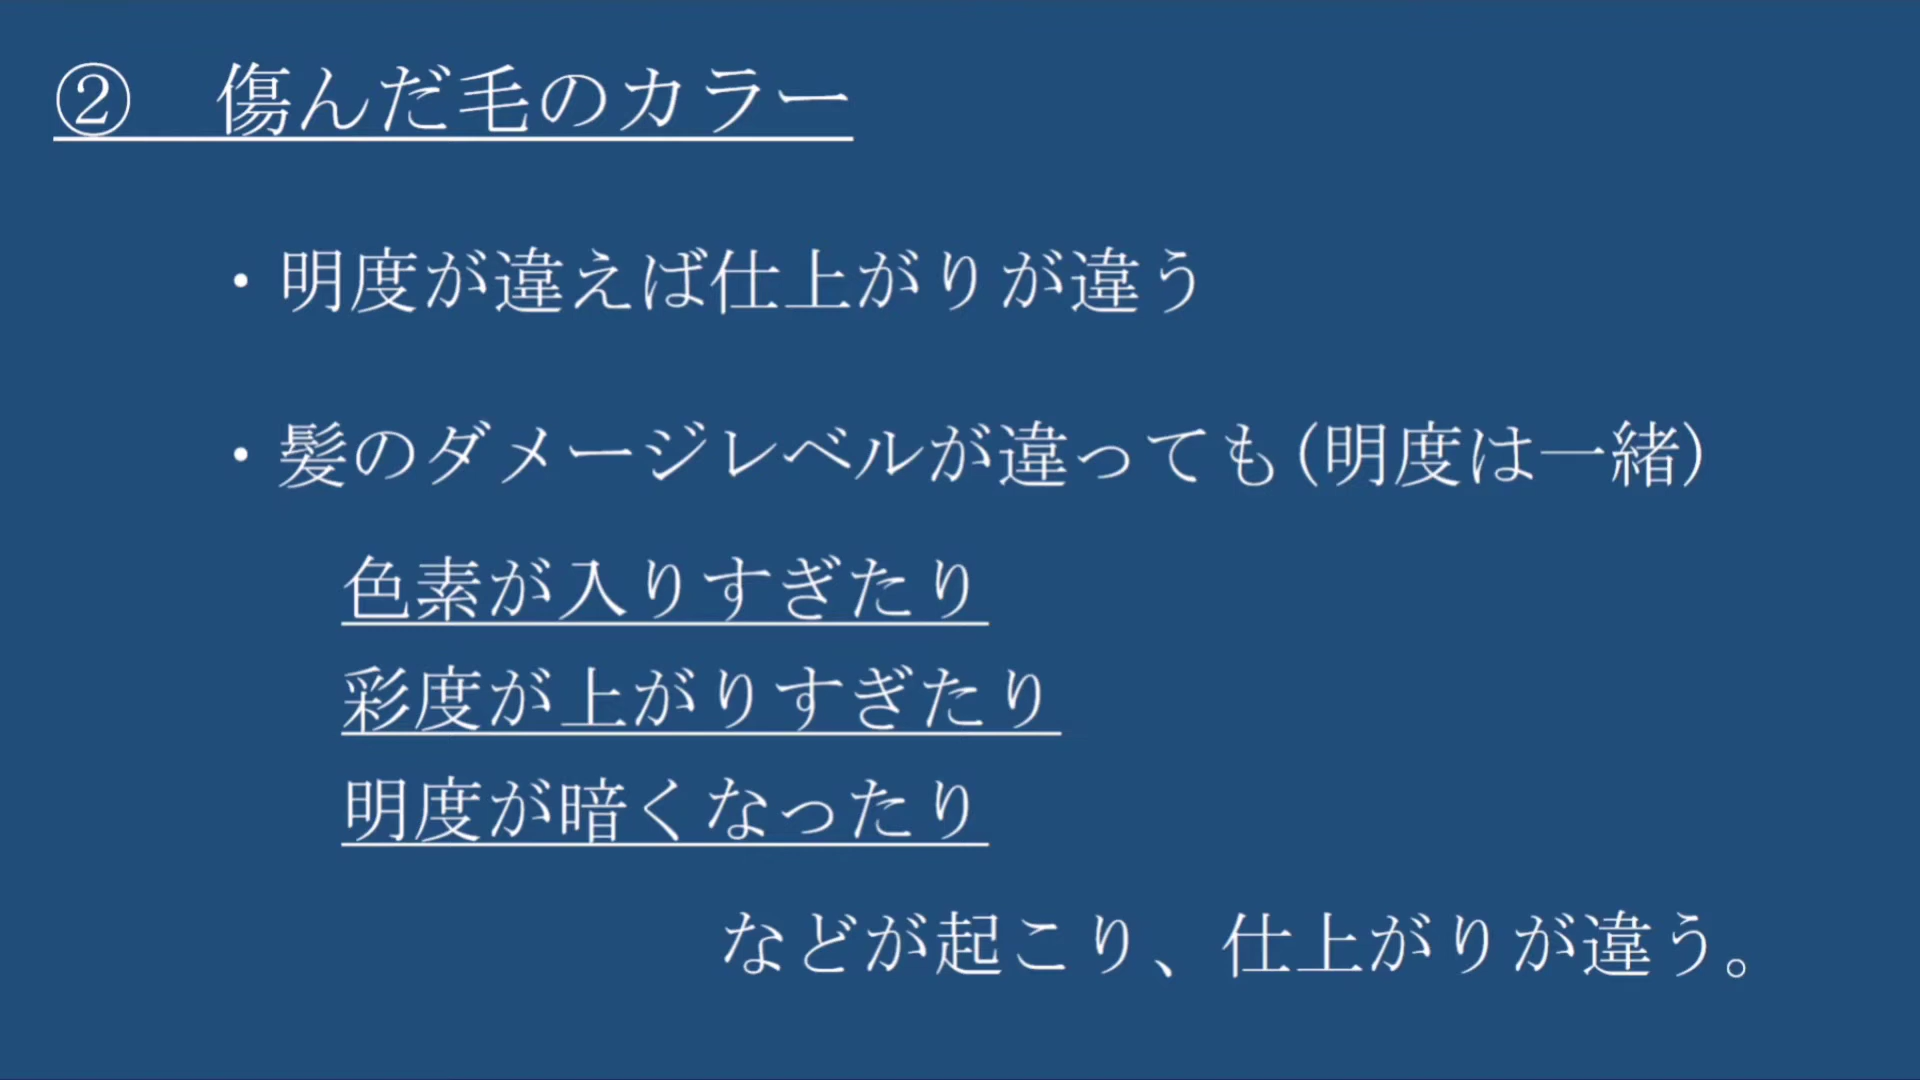 ②　傷んだ毛のカラー
・明度が違えば仕上がりが違う
・髪のダメージレベルが違っても(明度は一緒)
色素が入りすぎたり
彩度が上がりすぎたり
明度が暗くなったり
などが起こり、仕上がりが違う。